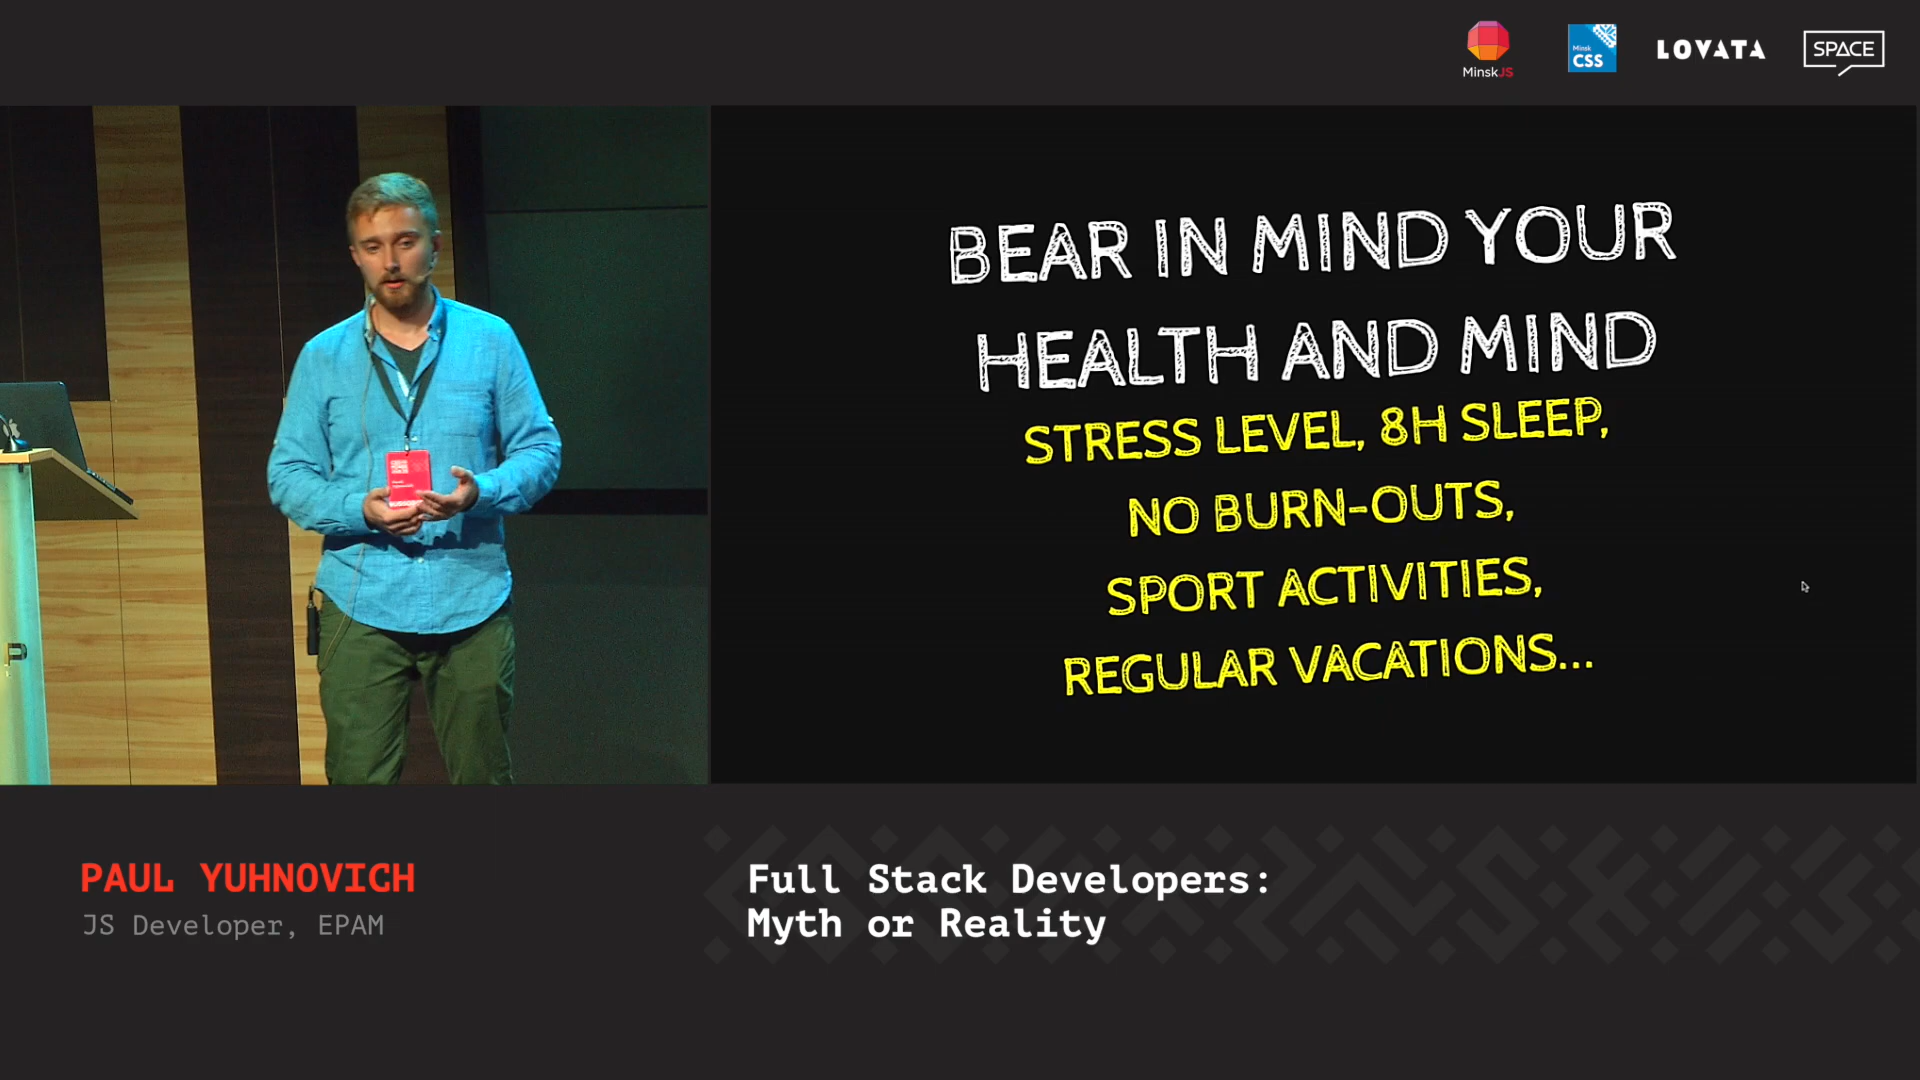 MinskJS
Minsk
CSS
LOVATA
SPACE
BEAR IN MIND YOUR
HEALTH AND MIND
STRESS LEVEL, 8H SLEEP,
NO BURN-OUTS,
SPORT ACTIVITIES,
REGULAR VACATIONS...
PAUL YUHNOVICH
JS Developer, EPAM
Full Stack Developers:
Myth or Reality